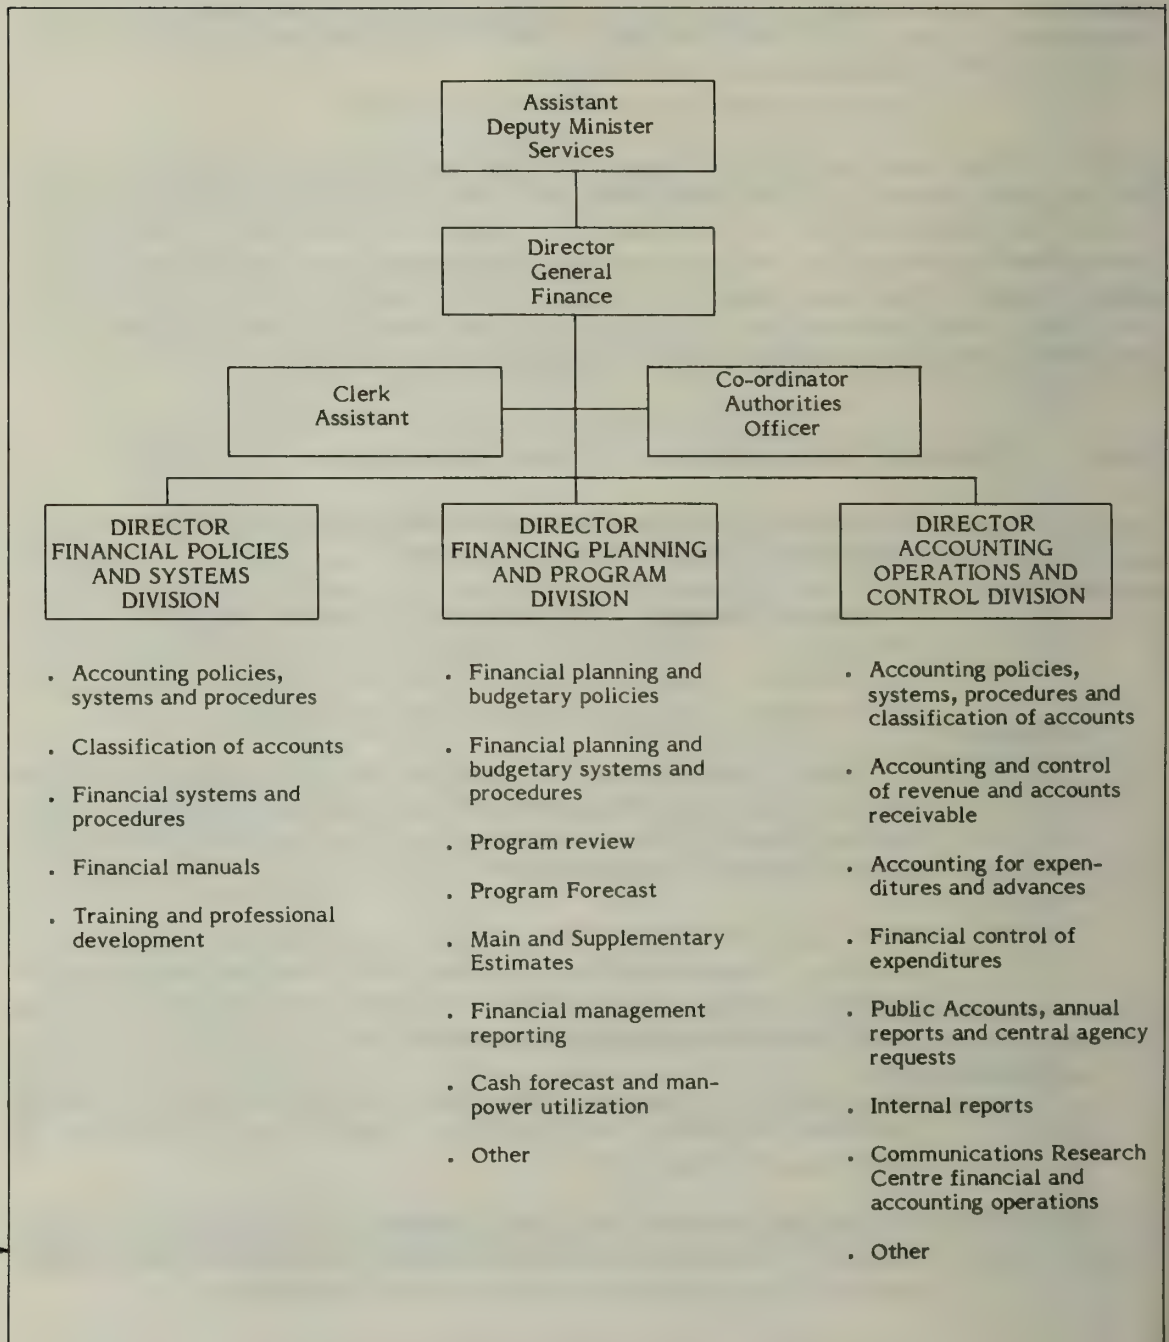 Assistant
Deputy Minister
Services
Director
General
Finance
Clerk
Assistant
Co-ordinator
Authorities
Officer
DIRECTOR
FINANCIAL POLICIES
AND SYSTEMS
DIVISION
DIRECTOR
FINANCING PLANNING
AND PROGRAM
DIVISION
DIRECTOR
ACCOUNTING
OPERATIONS AND
CONTROL DIVISION
. Accounting policies,
systems and procedures
. Classification of accounts
. Financial systems and
procedures
. Financial manuals
. Training and professional
development
. Financial planning and
budgetary policies
. Financial planning and
budgetary systems and
procedures
. Program review
. Program Forecast
. Main and Supplementary
Estimates
. Financial management
reporting
. Cash forecast and man-
power utilization
. Other
. Accounting policies,
systems, procedures and
classification of accounts
. Accounting and control
of revenue and accounts
receivable
. Accounting for expen-
ditures and advances
. Financial control of
expenditures
. Public Accounts, annual
reports and central agency
requests
. Internal reports
. Communications Research
Centre financial and
accounting operations
. Other